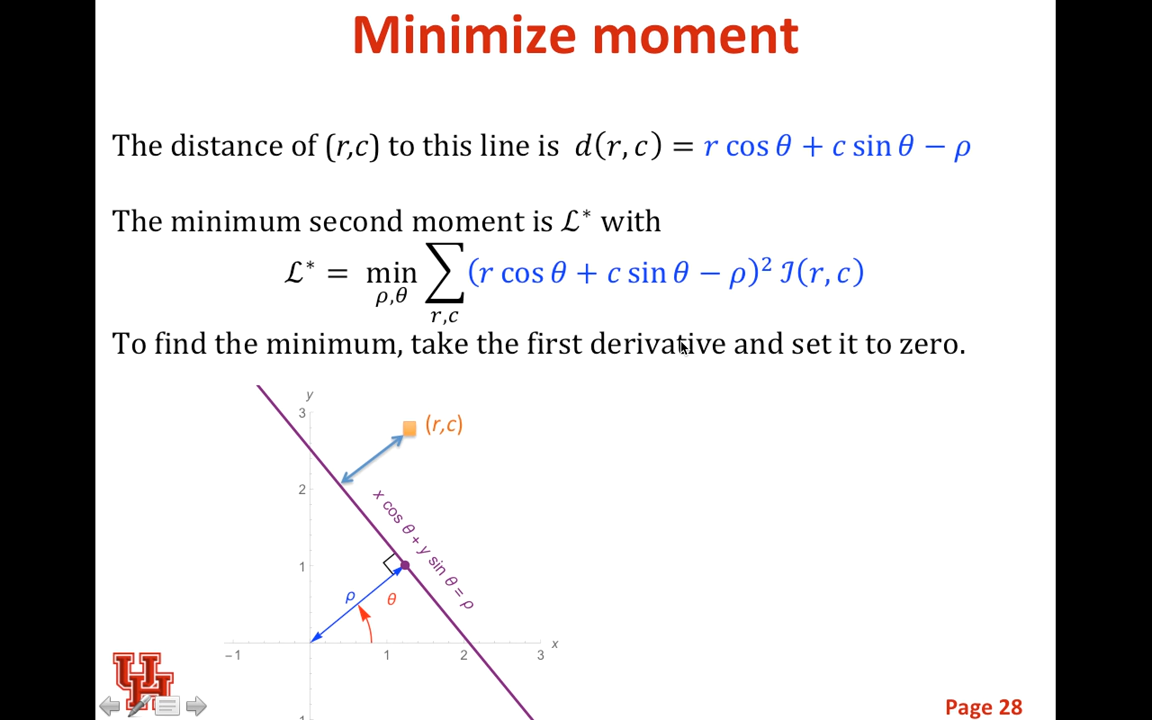 Minimize moment
The distance of (r,c) to this line is d(r, c) = r cos θ + c sin θ − ρ
The minimum second moment is ℒ* with
ℒ* = min ∑ (r cos θ + c sin θ − ρ)² ℐ(r, c)
ρ,θ r,c
To find the minimum, take the first derivative and set it to zero.
y
3
(r,c)
2
x cos θ + y sin θ = ρ
1
ρ θ
x
−1 1 2 3
UH
Page 28